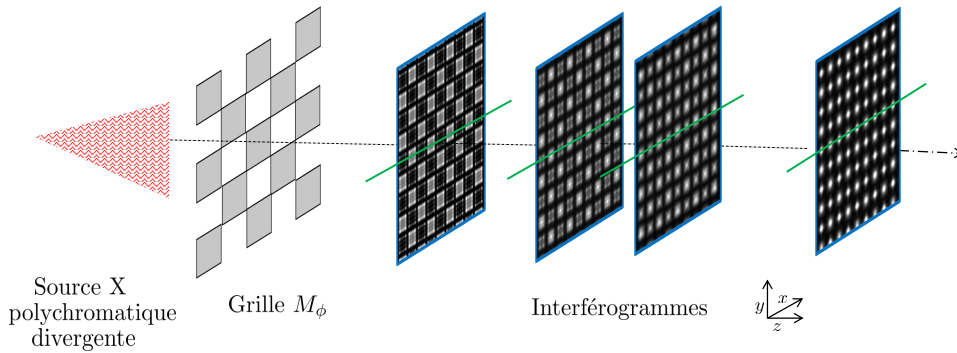 Source X
polychromatique
divergente
Grille M_ϕ
Interférogrammes
y
x
z